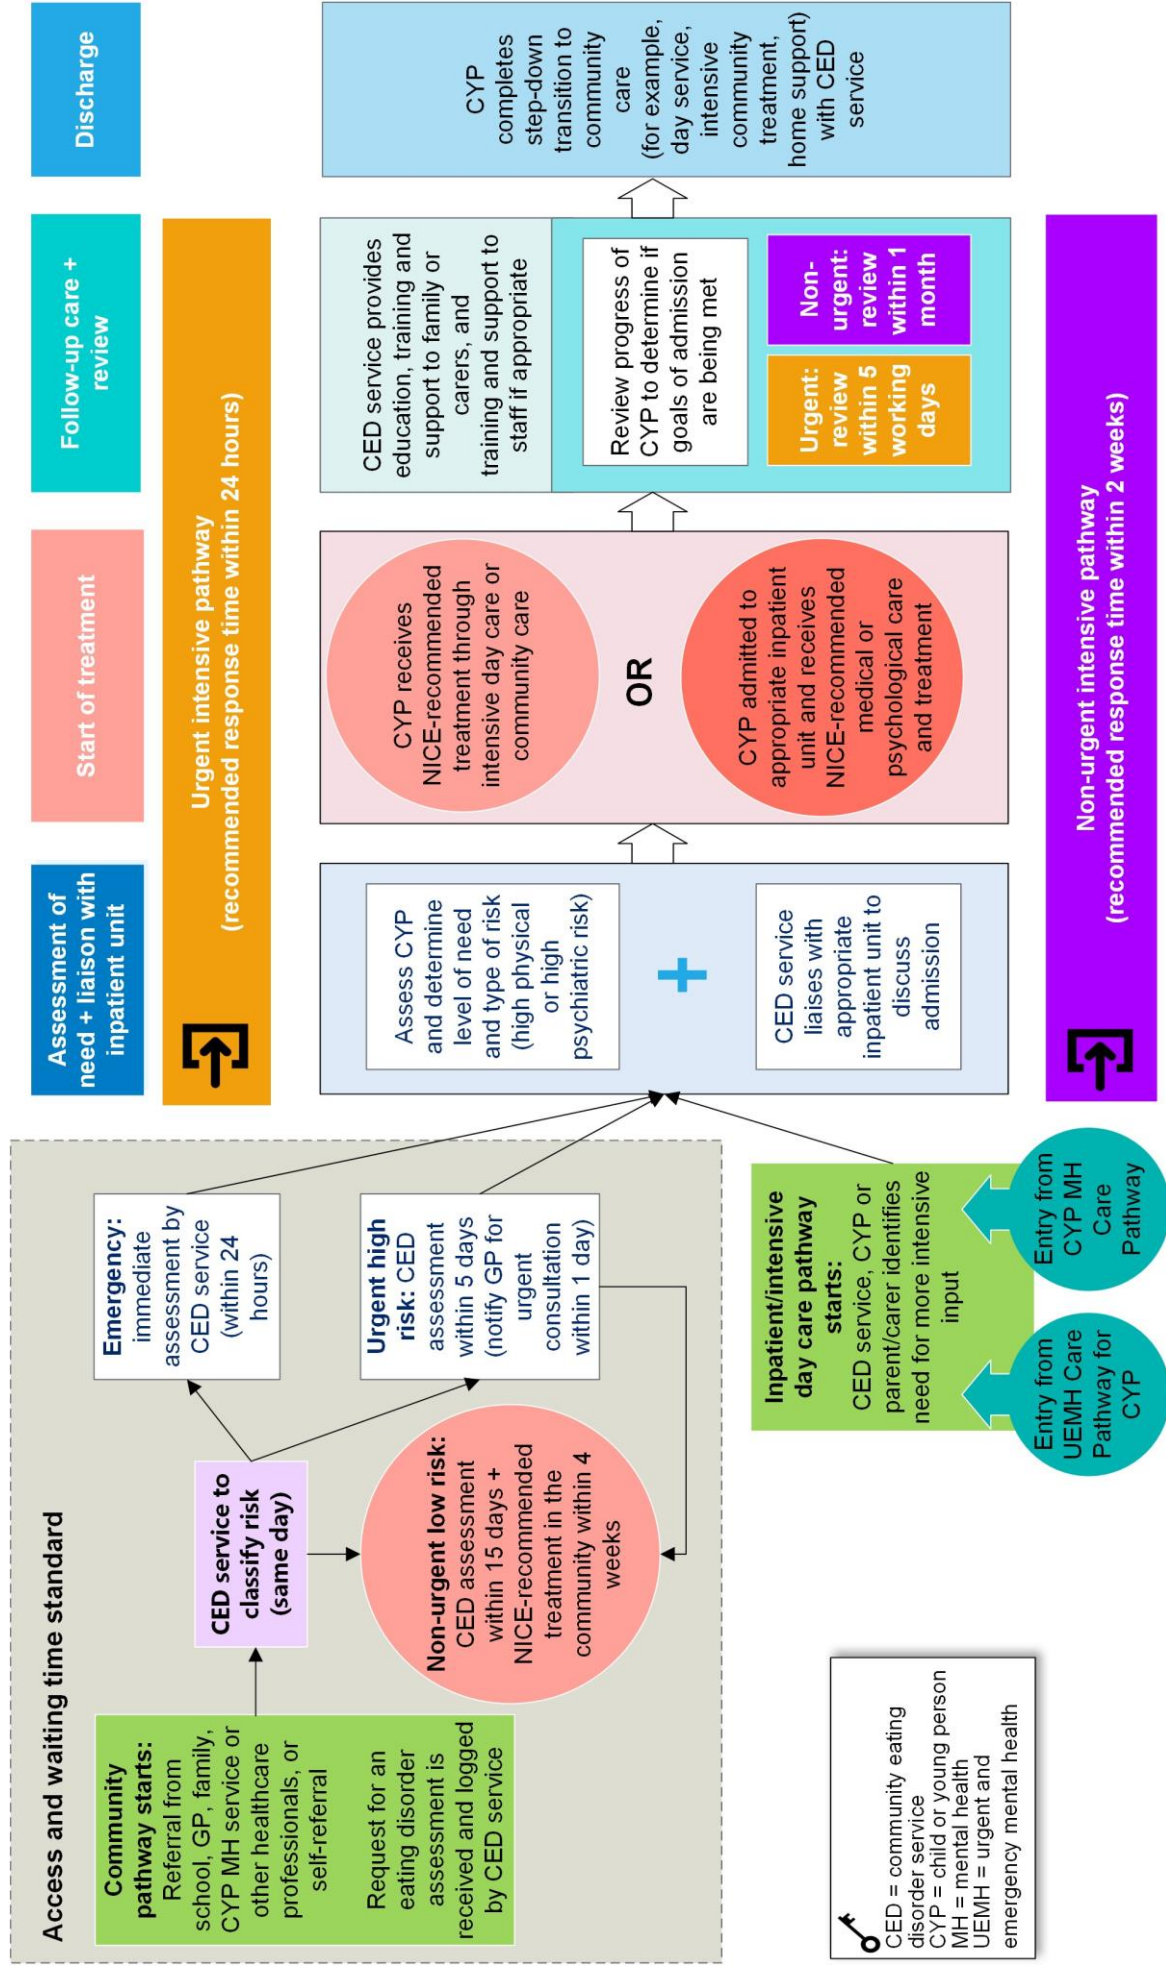 Access and waiting time standard
Community
pathway starts:
Referral from
school, GP, family,
CYP MH service or
other healthcare
professionals, or
self-referral
Request for an
eating disorder
assessment is
received and logged
by CED service
CED service to
classify risk
(same day)
Emergency:
immediate
assessment by
CED service
(within 24
hours)
Urgent high
risk: CED
assessment
within 5 days
(notify GP for
urgent
consultation
within 1 day)
Non-urgent low risk:
CED assessment
within 15 days +
NICE-recommended
treatment in the
community within 4
weeks
Inpatient/intensive
day care pathway
starts:
CED service, CYP or
parent/carer identifies
need for more intensive
input
Entry from
UEMH Care
Pathway for
CYP
Entry from
CYP MH
Care
Pathway
CED = community eating
disorder service
CYP = child or young person
MH = mental health
UEMH = urgent and
emergency mental health
Assessment of
need + liaison with
inpatient unit
Start of treatment
Follow-up care +
review
Discharge
Urgent intensive pathway
(recommended response time within 24 hours)
Assess CYP
and determine
level of need
and type of risk
(high physical
or high
psychiatric risk)
+
CED service
liaises with
appropriate
inpatient unit to
discuss
admission
CYP receives
NICE-recommended
treatment through
intensive day care or
community care
OR
CYP admitted to
appropriate inpatient
unit and receives
NICE-recommended
medical or
psychological care
and treatment
CED service provides
education, training and
support to family or
carers, and
training and support to
staff if appropriate
Review progress of
CYP to determine if
goals of admission
are being met
Urgent:
review
within 5
working
days
Non-
urgent:
review
within 1
month
CYP
completes
step-down
transition to
community
care
(for example,
day service,
intensive
community
treatment,
home support)
with CED
service
Non-urgent intensive pathway
(recommended response time within 2 weeks)